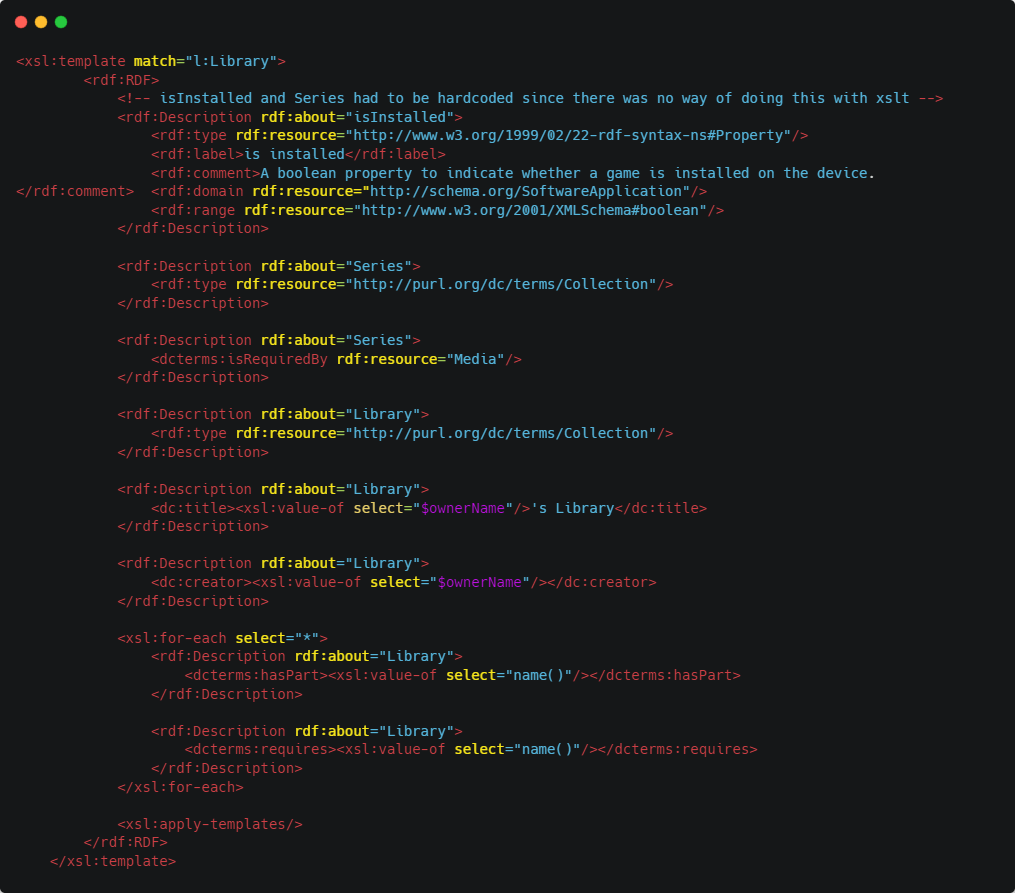 <xsl:template match="l:Library">
        <rdf:RDF>
            <!-- isInstalled and Series had to be hardcoded since there was no way of doing this with xslt -->
            <rdf:Description rdf:about="isInstalled">
                <rdf:type rdf:resource="http://www.w3.org/1999/02/22-rdf-syntax-ns#Property"/>
                <rdf:label>is installed</rdf:label>
                <rdf:comment>A boolean property to indicate whether a game is installed on the device.
</rdf:comment>  <rdf:domain rdf:resource="http://schema.org/SoftwareApplication"/>
                <rdf:range rdf:resource="http://www.w3.org/2001/XMLSchema#boolean"/>
            </rdf:Description>

            <rdf:Description rdf:about="Series">
                <rdf:type rdf:resource="http://purl.org/dc/terms/Collection"/>
            </rdf:Description>

            <rdf:Description rdf:about="Series">
                <dcterms:isRequiredBy rdf:resource="Media"/>
            </rdf:Description>

            <rdf:Description rdf:about="Library">
                <rdf:type rdf:resource="http://purl.org/dc/terms/Collection"/>
            </rdf:Description>

            <rdf:Description rdf:about="Library">
                <dc:title><xsl:value-of select="$ownerName"/>'s Library</dc:title>
            </rdf:Description>

            <rdf:Description rdf:about="Library">
                <dc:creator><xsl:value-of select="$ownerName"/></dc:creator>
            </rdf:Description>

            <xsl:for-each select="*">
                <rdf:Description rdf:about="Library">
                    <dcterms:hasPart><xsl:value-of select="name()"/></dcterms:hasPart>
                </rdf:Description>

                <rdf:Description rdf:about="Library">
                    <dcterms:requires><xsl:value-of select="name()"/></dcterms:requires>
                </rdf:Description>
            </xsl:for-each>

            <xsl:apply-templates/>
        </rdf:RDF>
    </xsl:template>